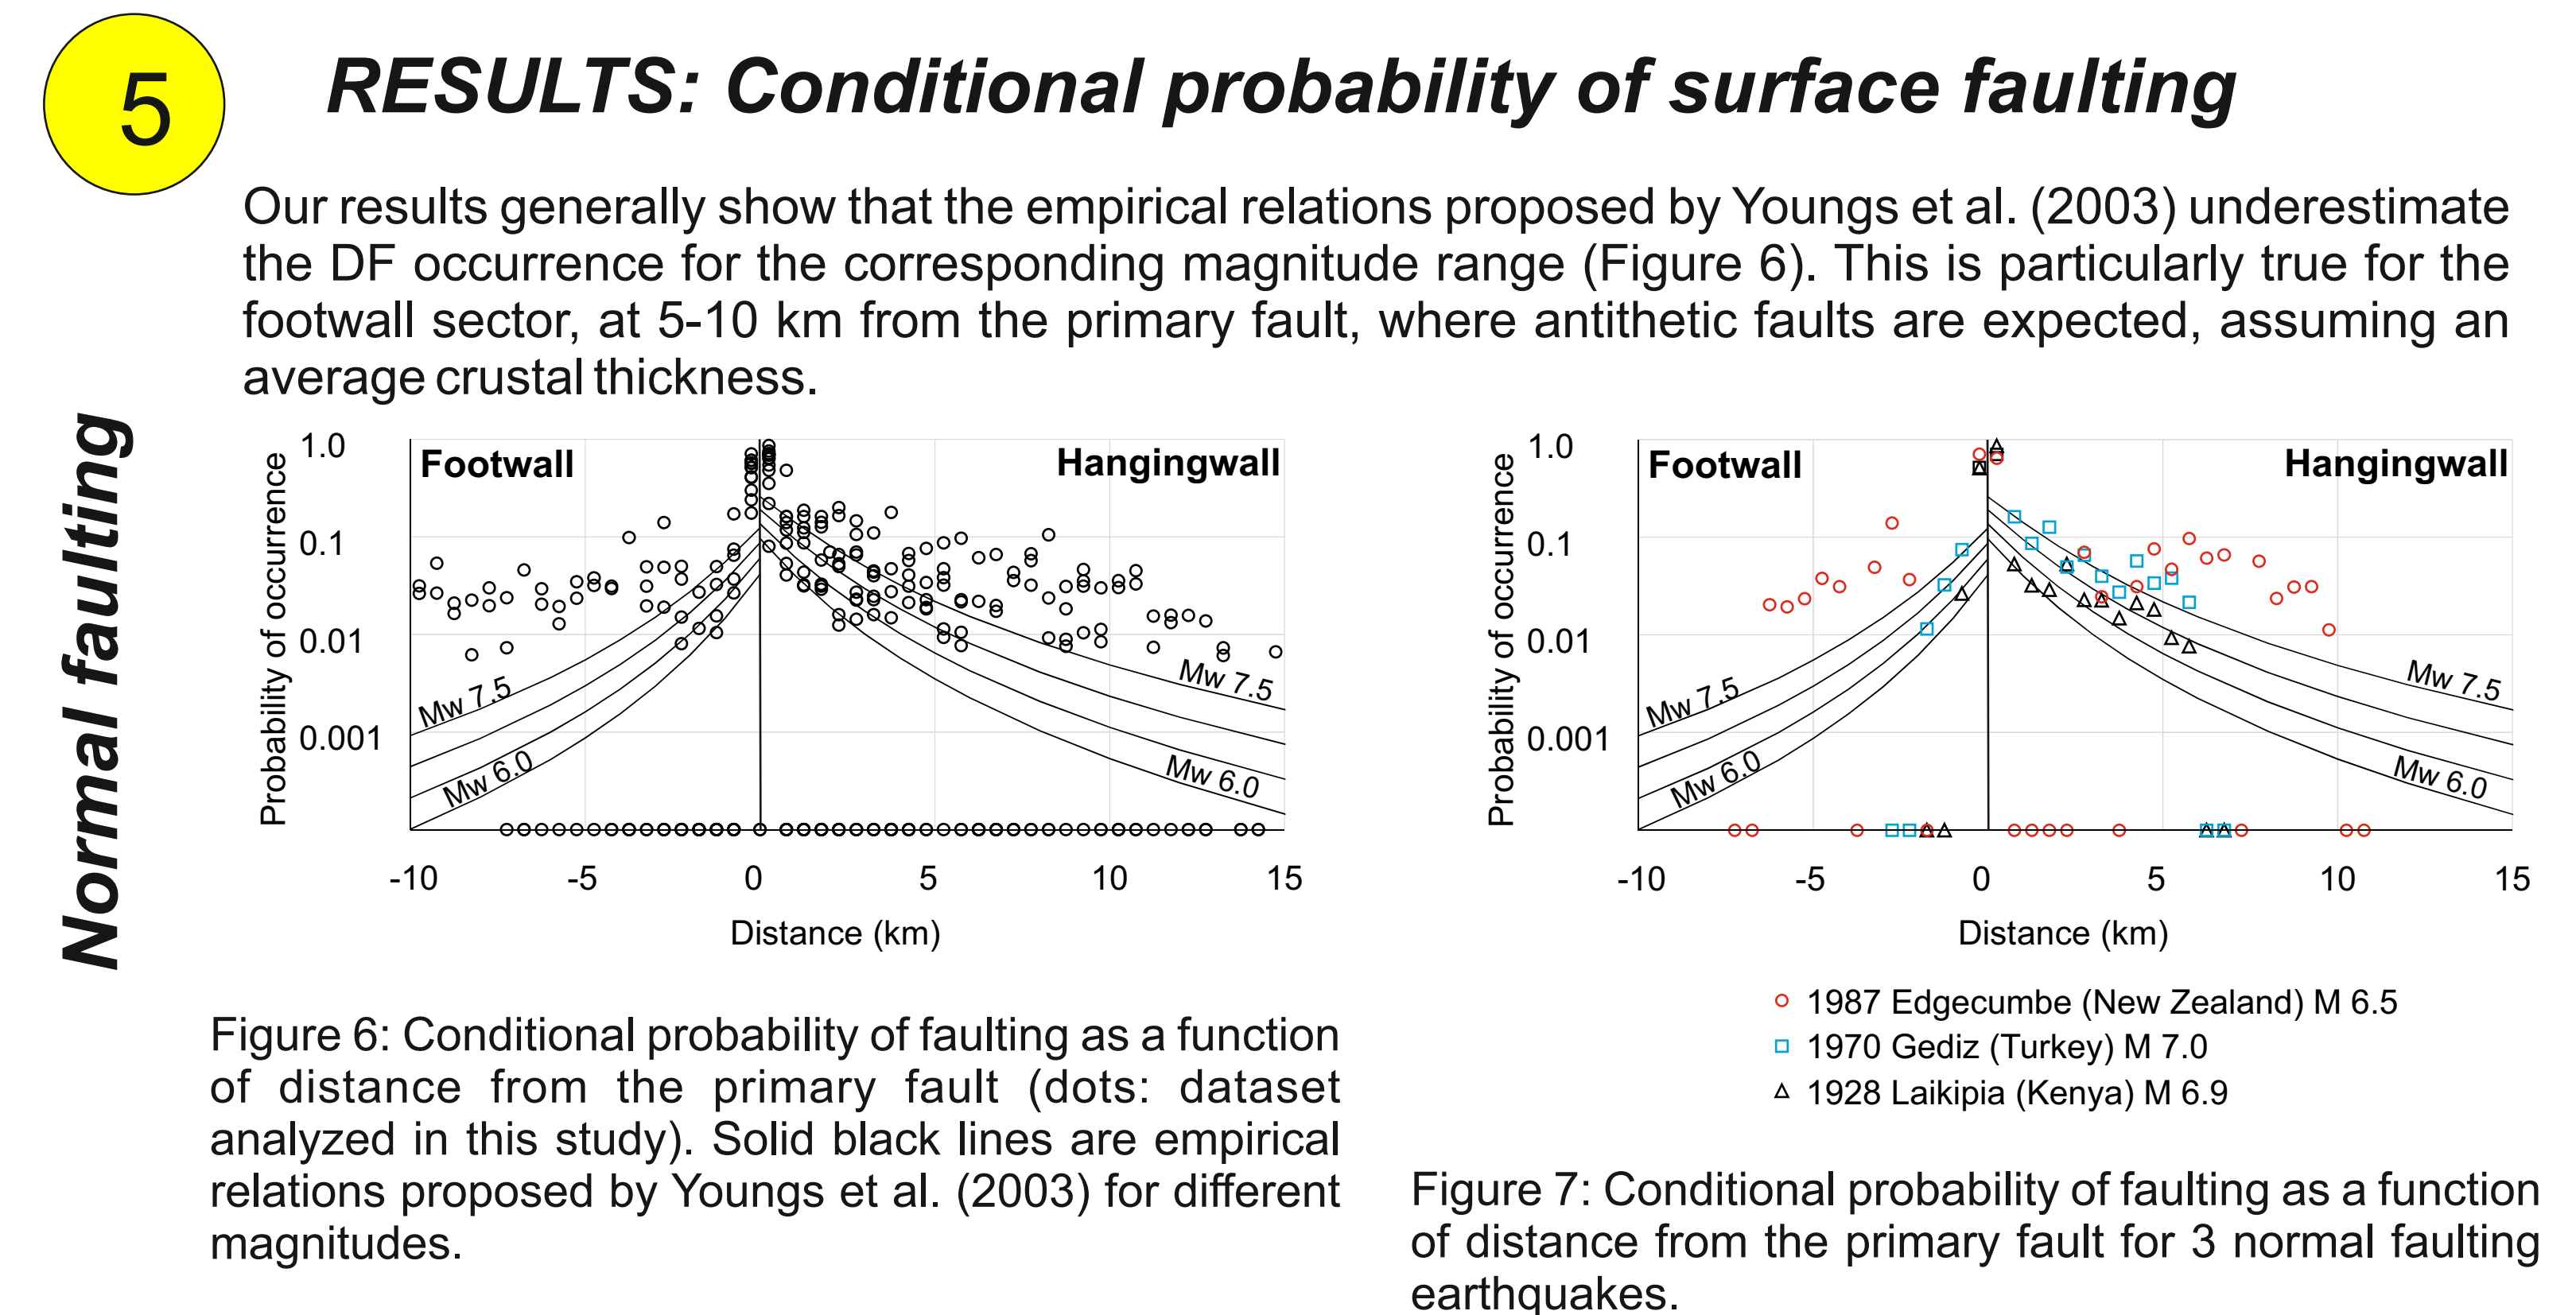 5
RESULTS: Conditional probability of surface faulting
Our results generally show that the empirical relations proposed by Youngs et al. (2003) underestimate
the DF occurrence for the corresponding magnitude range (Figure 6). This is particularly true for the
footwall sector, at 5-10 km from the primary fault, where antithetic faults are expected, assuming an
average crustal thickness.
Normal faulting
Probability of occurrence
1.0
0.1
0.01
0.001
Footwall
Hangingwall
Mw 7.5
Mw 6.0
Mw 7.5
Mw 6.0
-10
-5
0
5
10
15
Distance (km)
Figure 6: Conditional probability of faulting as a function
of distance from the primary fault (dots: dataset
analyzed in this study). Solid black lines are empirical
relations proposed by Youngs et al. (2003) for different
magnitudes.
Probability of occurrence
1.0
0.1
0.01
0.001
Footwall
Hangingwall
Mw 7.5
Mw 6.0
Mw 7.5
Mw 6.0
-10
-5
0
5
10
15
Distance (km)
1987 Edgecumbe (New Zealand) M 6.5
1970 Gediz (Turkey) M 7.0
1928 Laikipia (Kenya) M 6.9
Figure 7: Conditional probability of faulting as a function
of distance from the primary fault for 3 normal faulting
earthquakes.